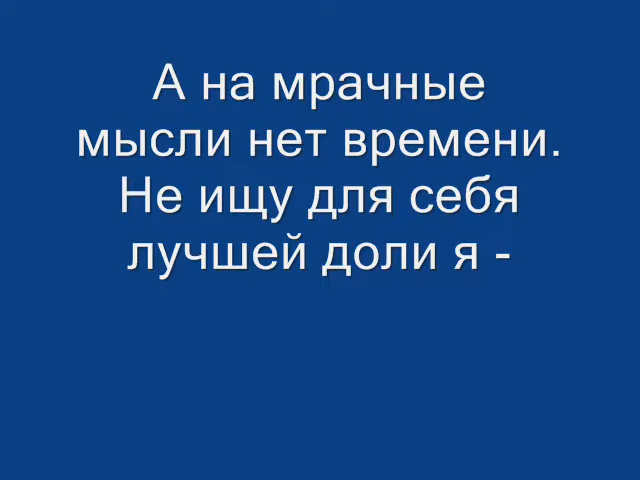 А на мрачные
мысли нет времени.
Не ищу для себя
лучшей доли я -